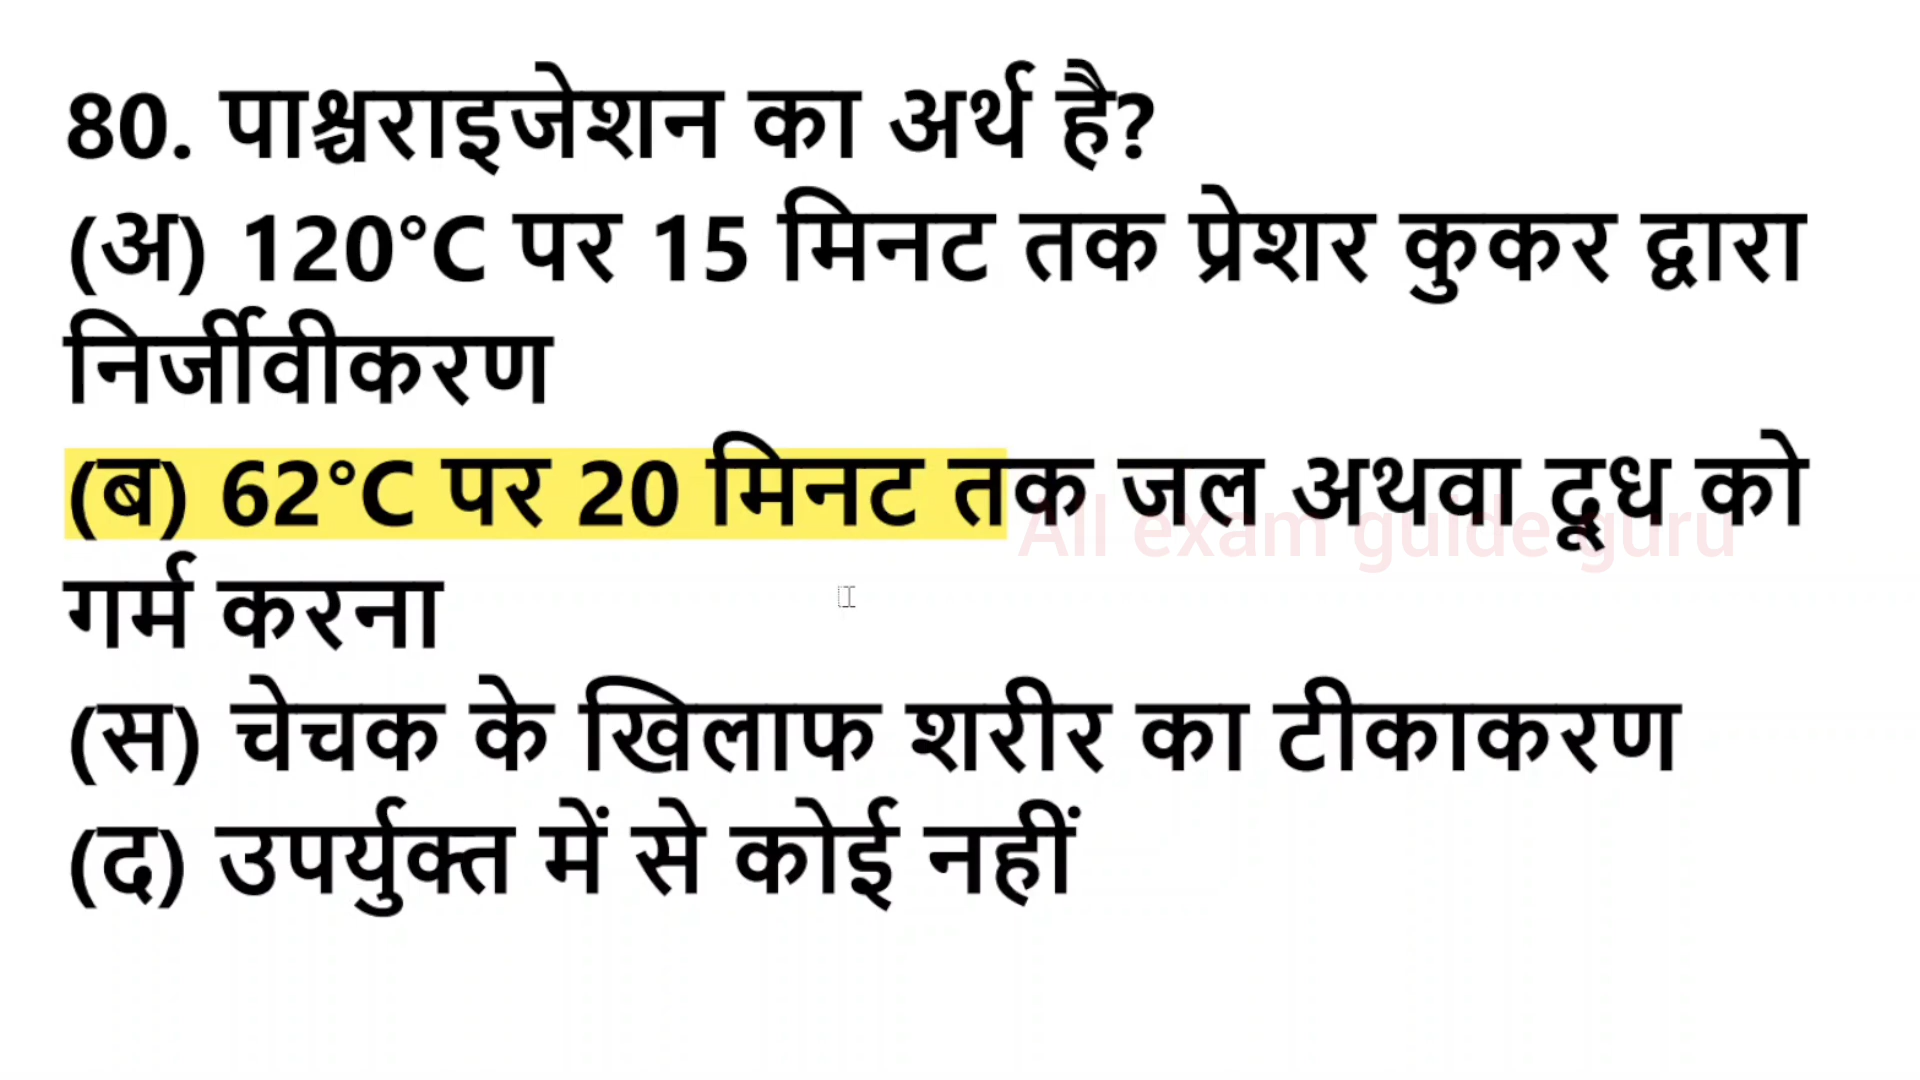 80. पाश्चराइजेशन का अर्थ है?
(अ) 120°C पर 15 मिनट तक प्रेशर कुकर द्वारा
निर्जीवीकरण
(ब) 62°C पर 20 मिनट तक जल अथवा दूध को
All exam guide guru
गर्म करना
(स) चेचक के खिलाफ शरीर का टीकाकरण
(द) उपर्युक्त में से कोई नहीं